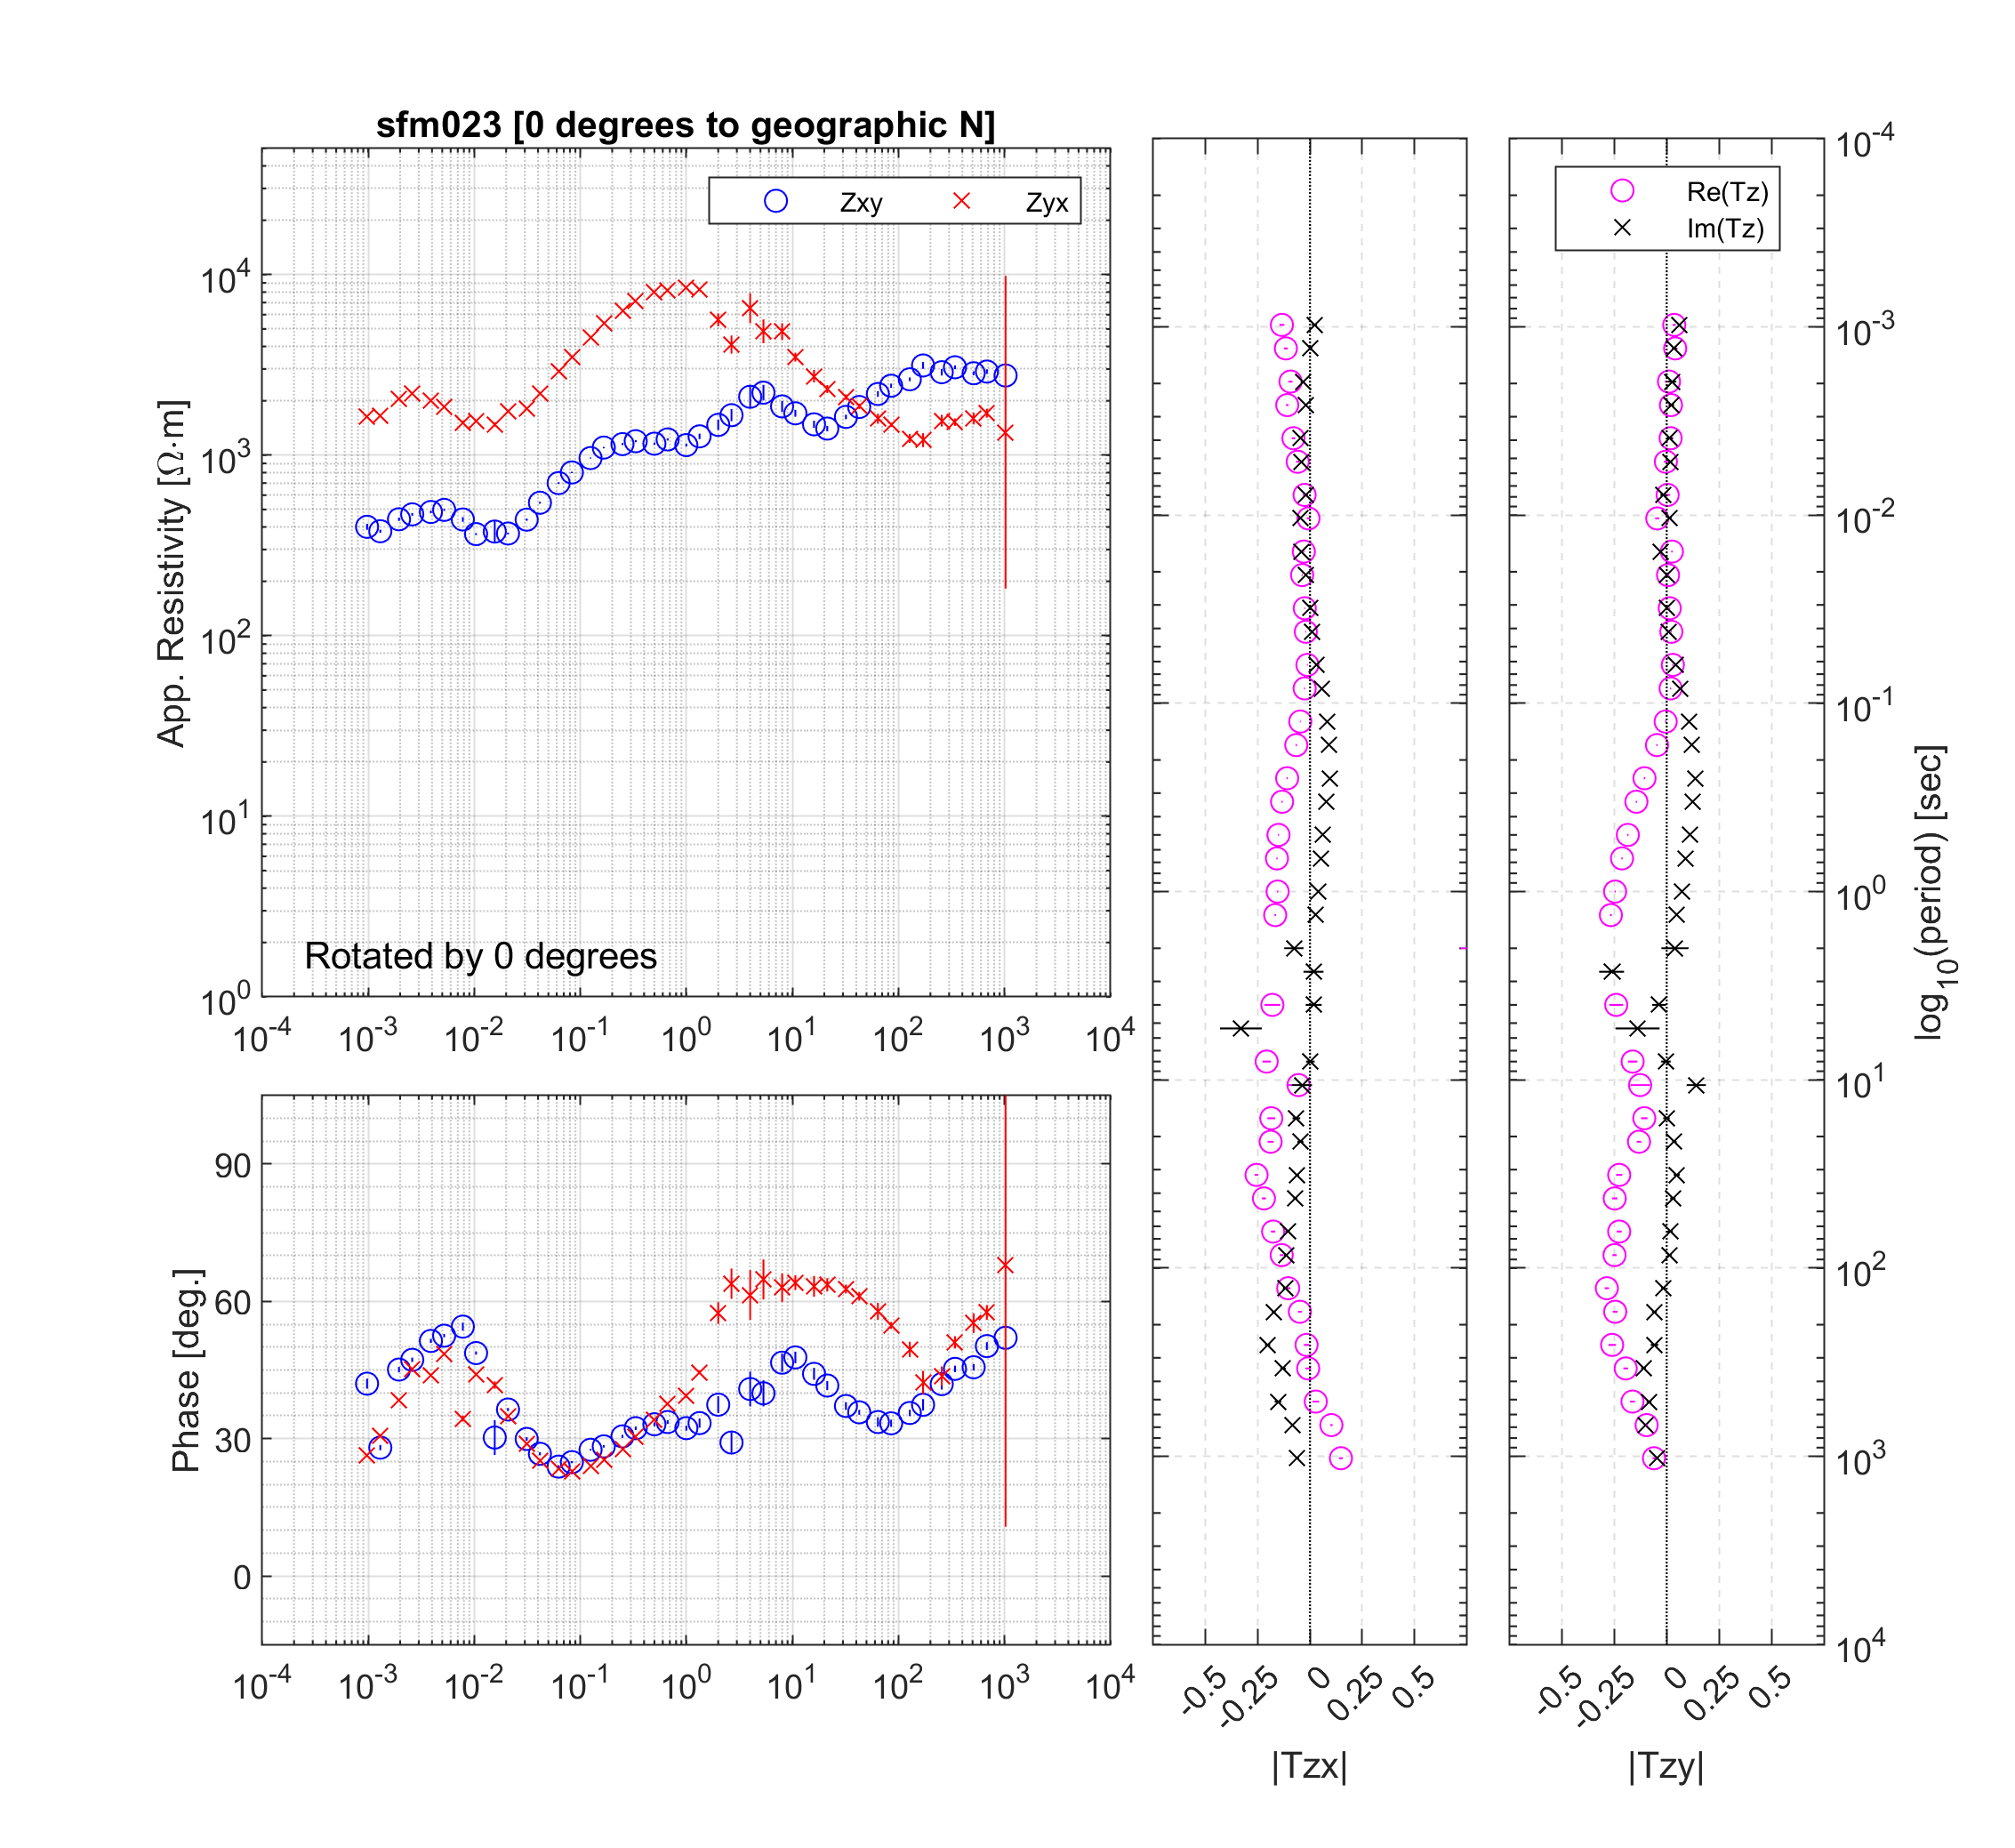 sfm023 [0 degrees to geographic N]
Zxy Zyx
App. Resistivity [Ω·m]
10^4
10^3
10^2
10^1
10^0
Rotated by 0 degrees
10^-4 10^-3 10^-2 10^-1 10^0 10^1 10^2 10^3 10^4
Phase [deg.]
90
60
30
0
10^-4 10^-3 10^-2 10^-1 10^0 10^1 10^2 10^3 10^4
-0.5 -0.25 0 0.25 0.5
|Tzx|
Re(Tz)
Im(Tz)
-0.5 -0.25 0 0.25 0.5
|Tzy|
10^-4
10^-3
10^-2
10^-1
10^0
10^1
10^2
10^3
10^4
log_10(period) [sec]